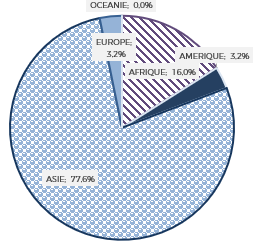 OCEANIE; 0,0%
EUROPE;
3,2%
AMERIQUE; 3,2%
AFRIQUE; 16,0%
ASIE; 77,6%